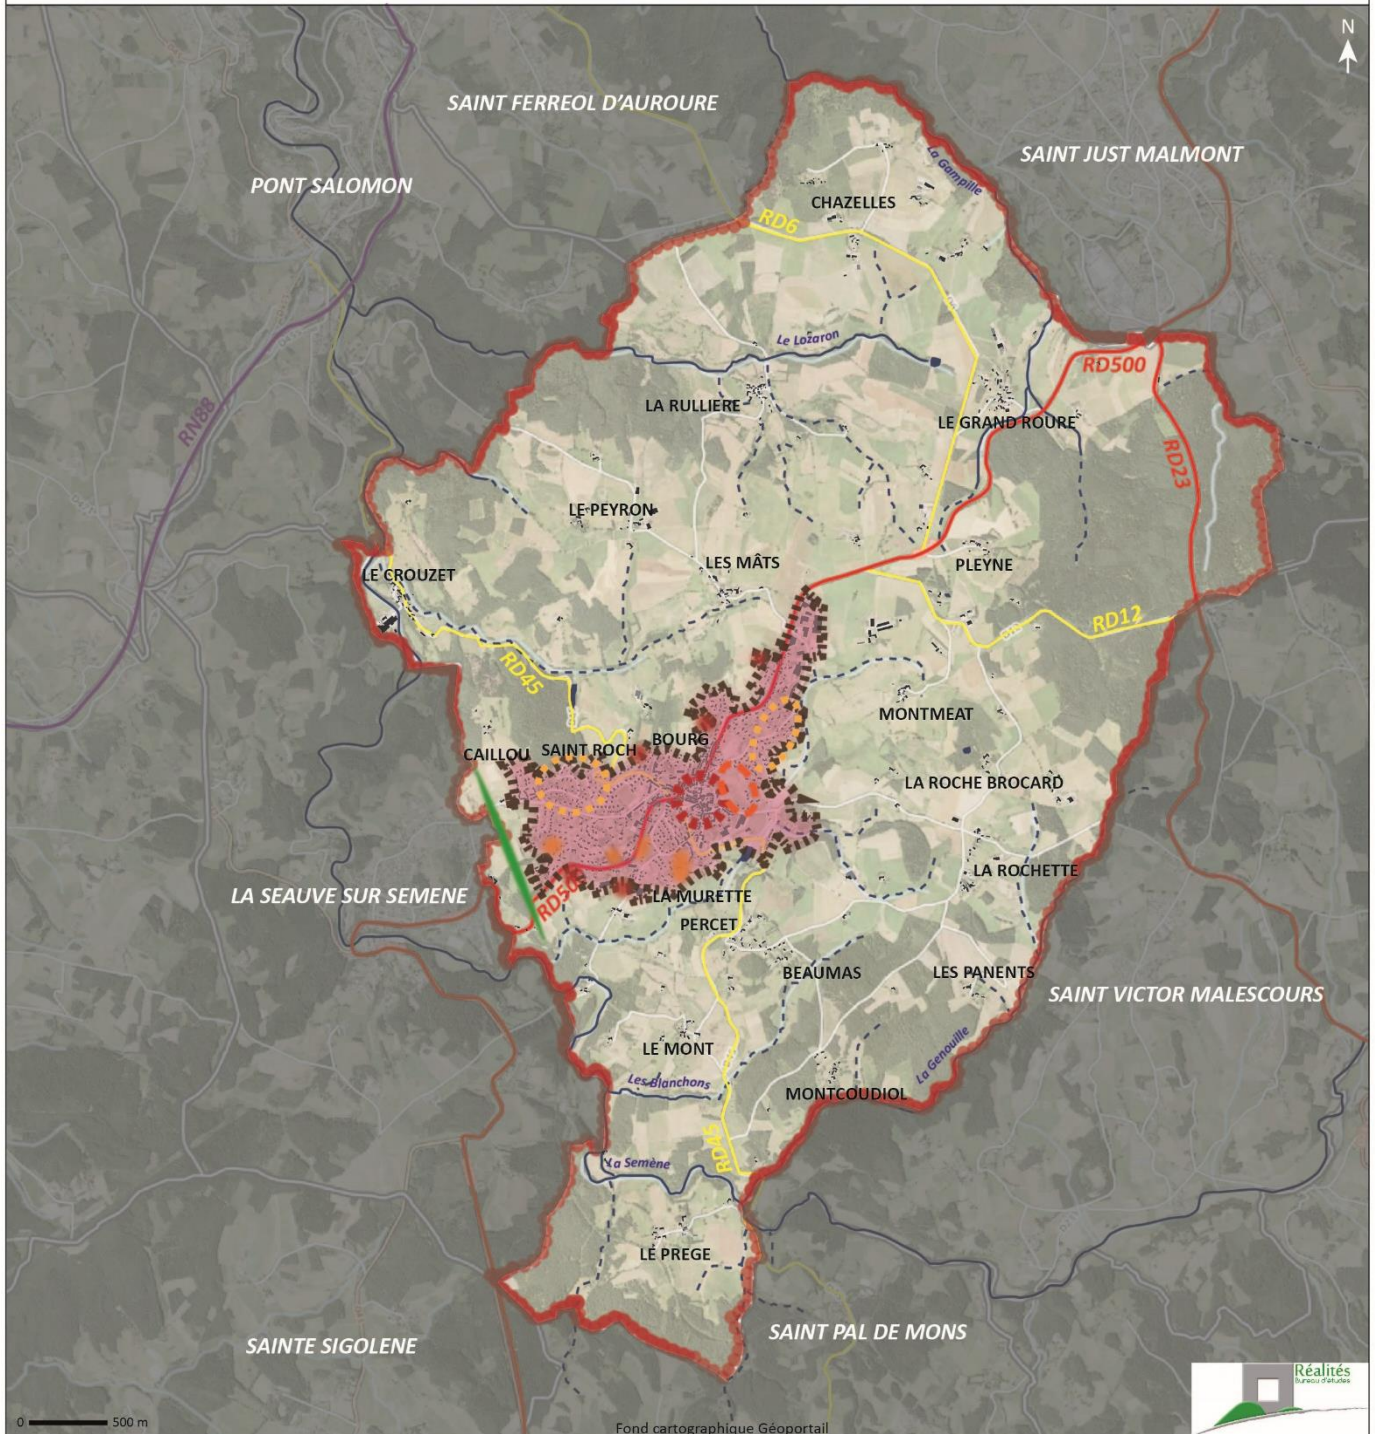 N
SAINT FERREOL D'AUROURE
SAINT JUST MALMONT
La Gampille
PONT SALOMON
CHAZELLES
RD6
Le Lozaron
RD500
LA RULLIERE
RN88
LE GRAND ROURE
RD23
LE PEYRON
LES MÂTS
PLEYNE
LE CROUZET
RD12
RD45
MONTMEAT
BOURG
SAINT ROCH
CAILLOU
LA ROCHE BROCARD
LA ROCHETTE
LA SEAUVE SUR SEMENE
RD50
LA MURETTE
PERCET
BEAUMAS
LES PANENTS
SAINT VICTOR MALESCOURS
LE MONT
La Genouille
Les Blanchons
MONTCOUDIOL
RD45
La Semène
LE PREGE
SAINT PAL DE MONS
SAINTE SIGOLENE
Réalités
Bureau d'études
0 500 m
Fond cartographique Géoportail